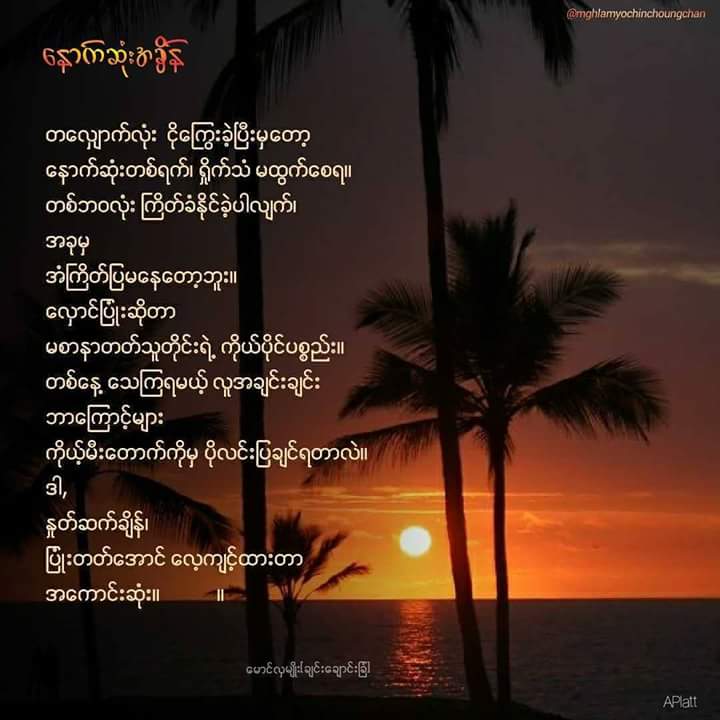 @mghlamyochinchoungchan
နောက်ဆုံးအချိန်
တလျှောက်လုံး ငိုကြွေးခဲ့ပြီးမှတော့
နောက်ဆုံးတစ်ရက်၊ ရှိုက်သံ မထွက်စေရ။
တစ်ဘဝလုံး ကြိတ်ခံနိုင်ခဲ့ပါလျက်၊
အခုမှ
အံကြိတ်ပြမနေတော့ဘူး။
လှောင်ပြုံးဆိုတာ
မစာနာတတ်သူတိုင်းရဲ့ ကိုယ်ပိုင်ပစ္စည်း။
တစ်နေ့ သေကြရမယ့် လူအချင်းချင်း
ဘာကြောင့်များ
ကိုယ့်မီးတောက်ကိုမှ ပိုလင်းပြချင်ရတာလဲ။
ဒါ,
နှုတ်ဆက်ချိန်၊
ပြုံးတတ်အောင် လေ့ကျင့်ထားတာ
အကောင်းဆုံး။ ။
မောင်လှမျိုး(ချင်းချောင်းခြံ)
APlatt